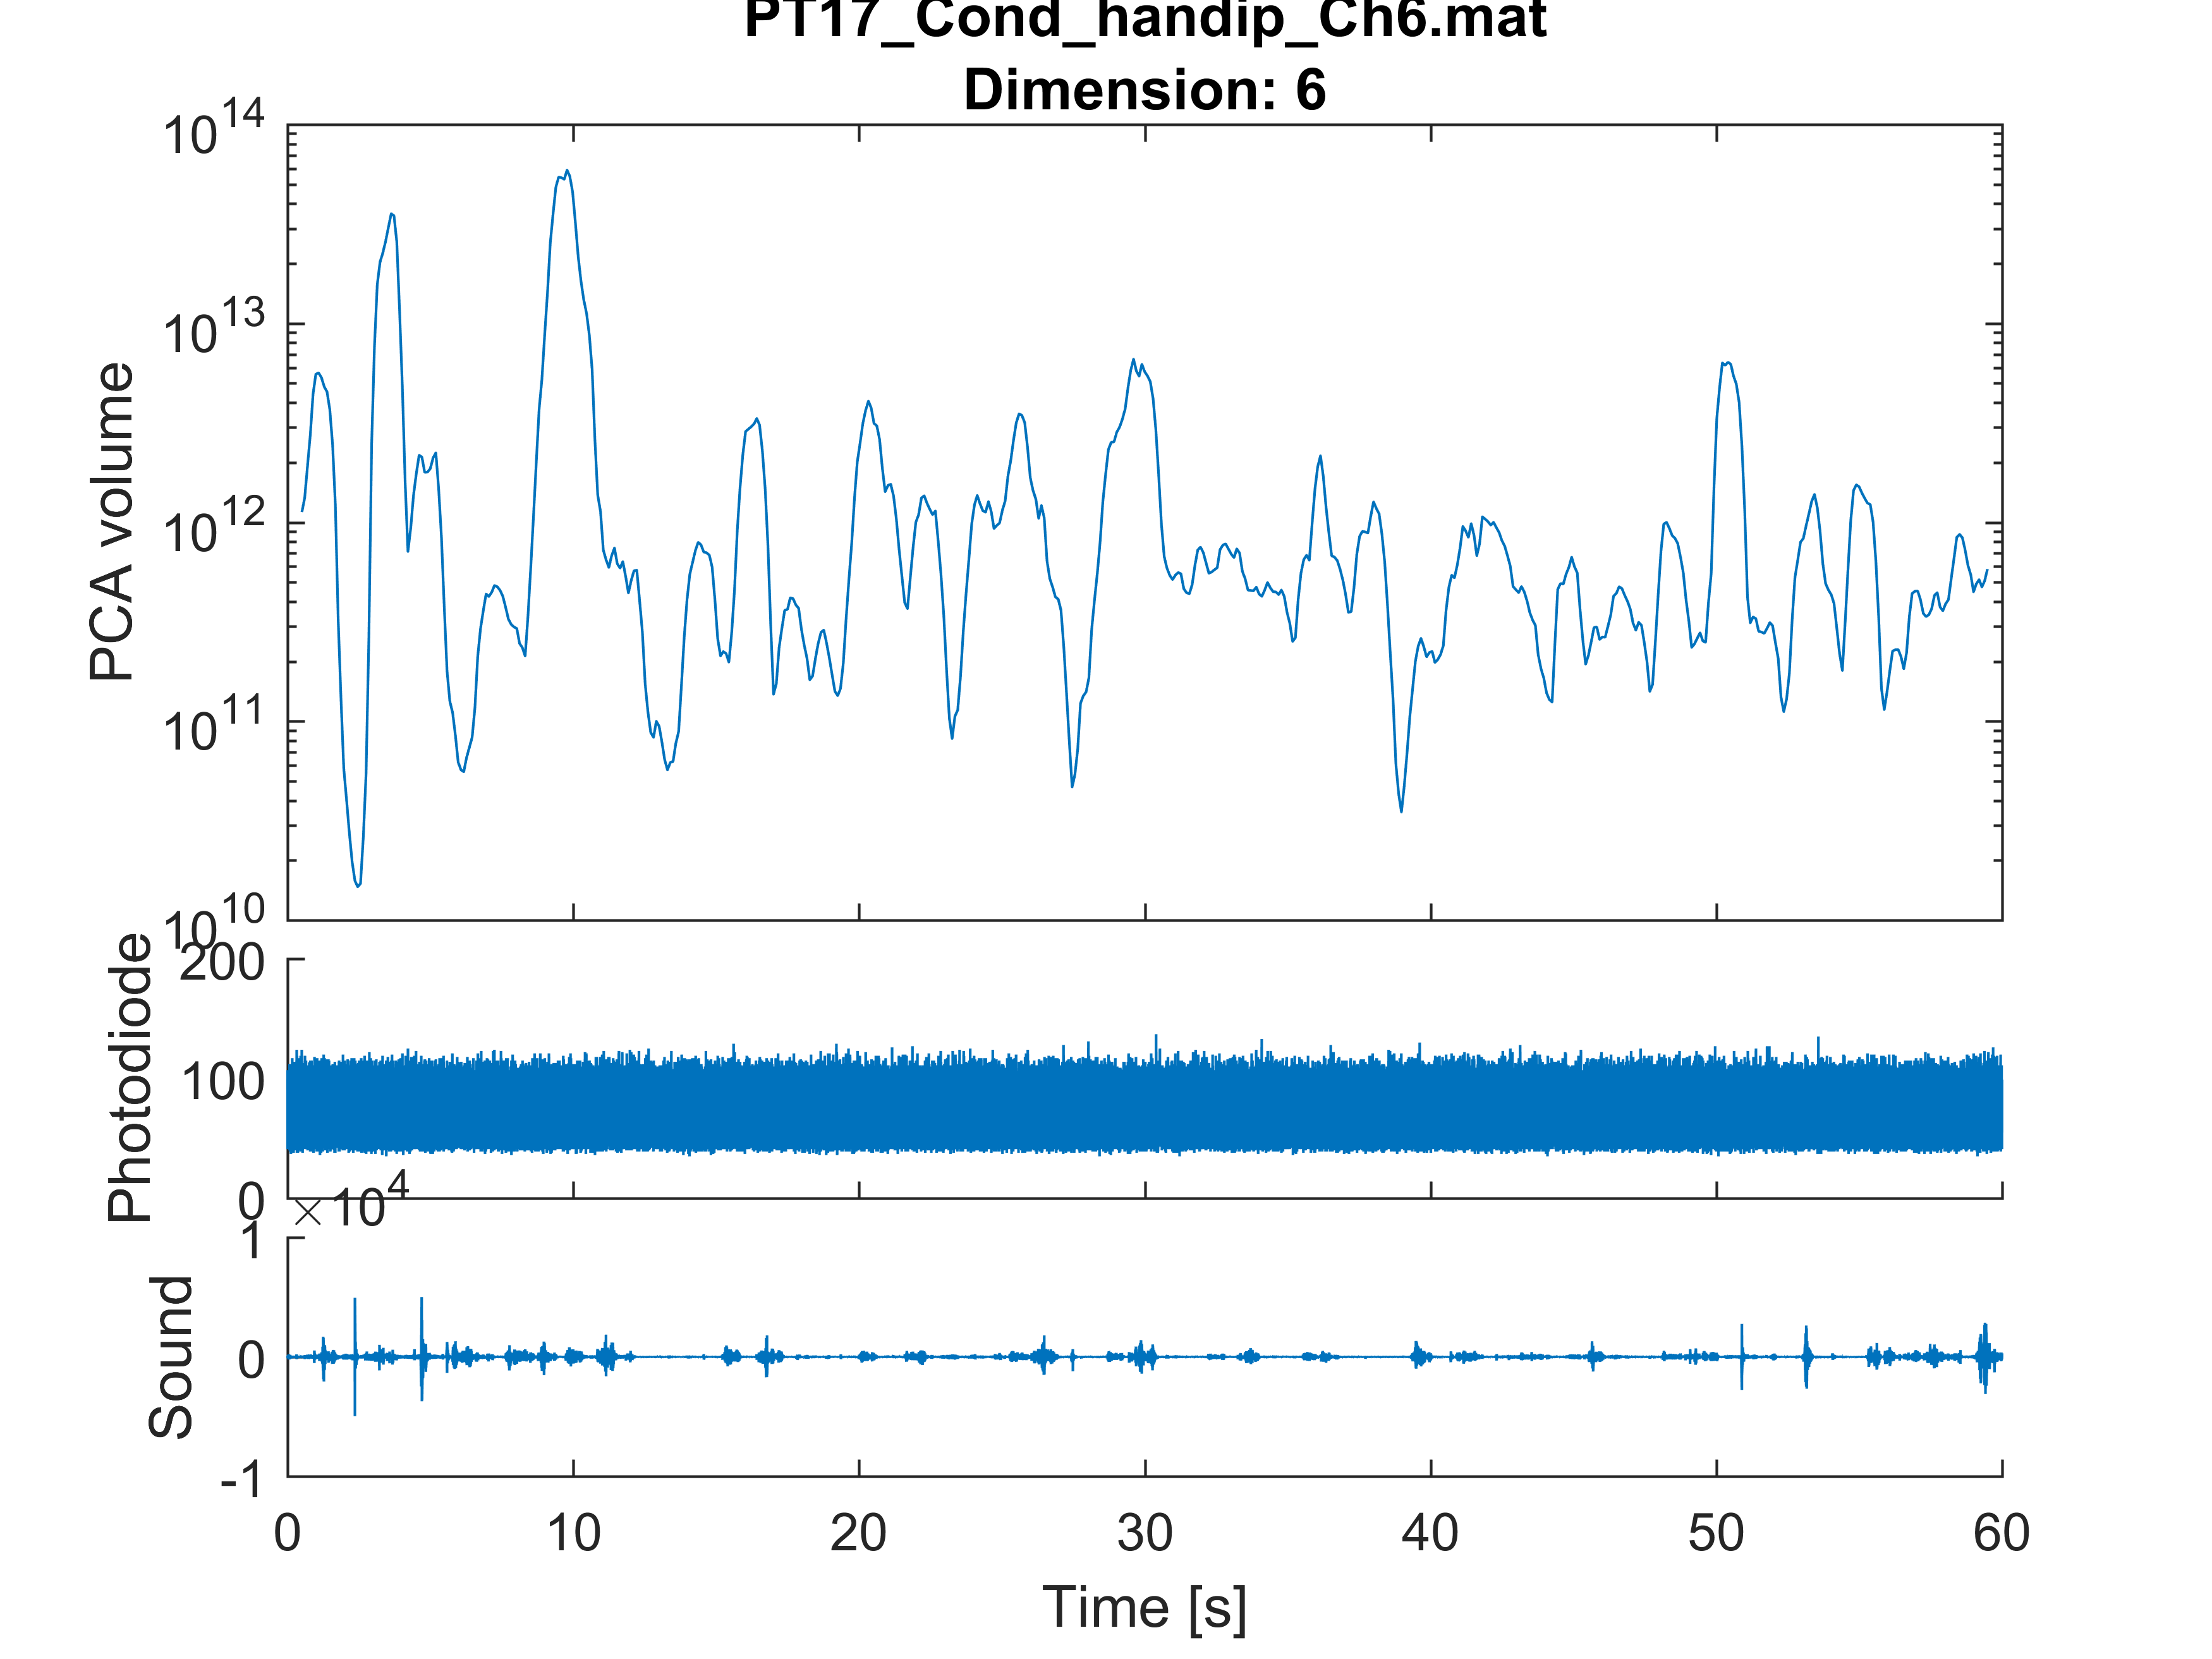 PT17_Cond_handip_Ch6.mat
Dimension: 6
10^14
10^13
10^12
10^11
10^10
PCA volume
200
100
0
Photodiode
×10^4
1
0
-1
Sound
0 10 20 30 40 50 60
Time [s]